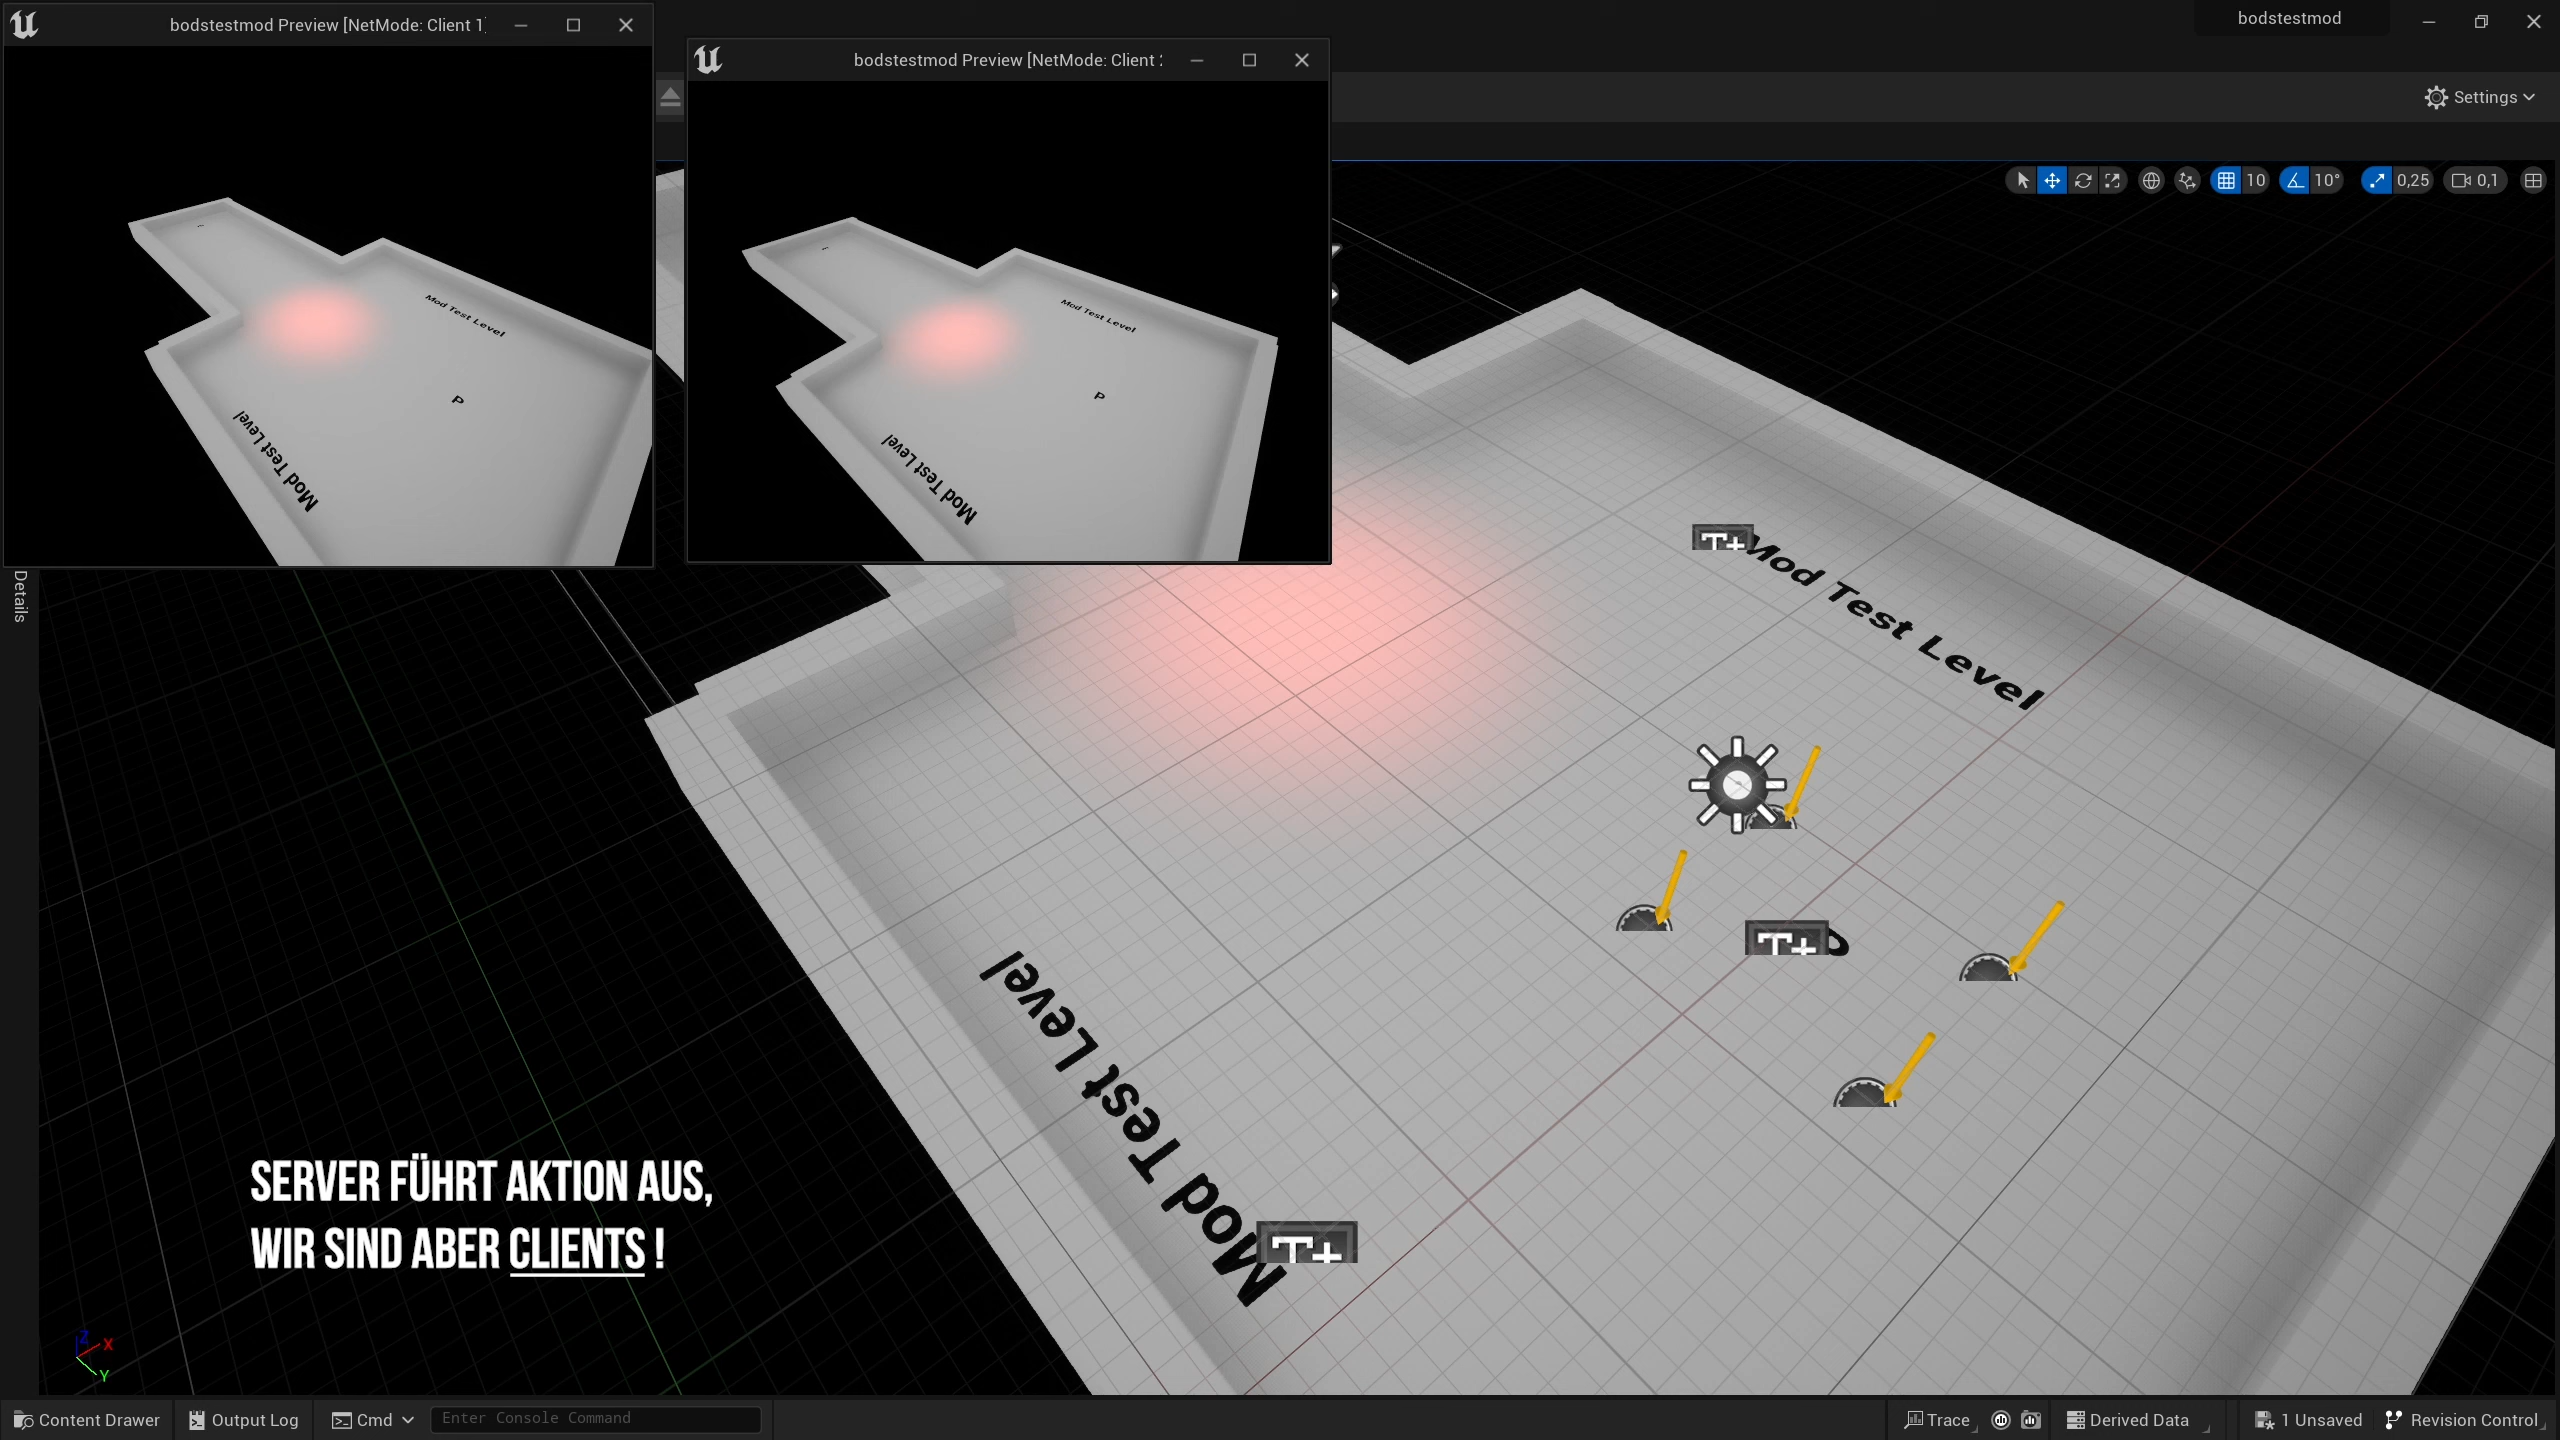 bodstestmod Preview [NetMode: Client 1]
bodstestmod Preview [NetMode: Client 2
bodstestmod
Settings
10
10°
0,25
0,1
Mod Test Level
Mod Test Level
P
Mod Test Level
Mod Test Level
P
Details
Mod Test Level
T+
T+
Mod Test Level
T+
SERVER FÜHRT AKTION AUS,
WIR SIND ABER CLIENTS !
Z
X
Y
Content Drawer
Output Log
Cmd
Enter Console Command
Trace
Derived Data
1 Unsaved
Revision Control